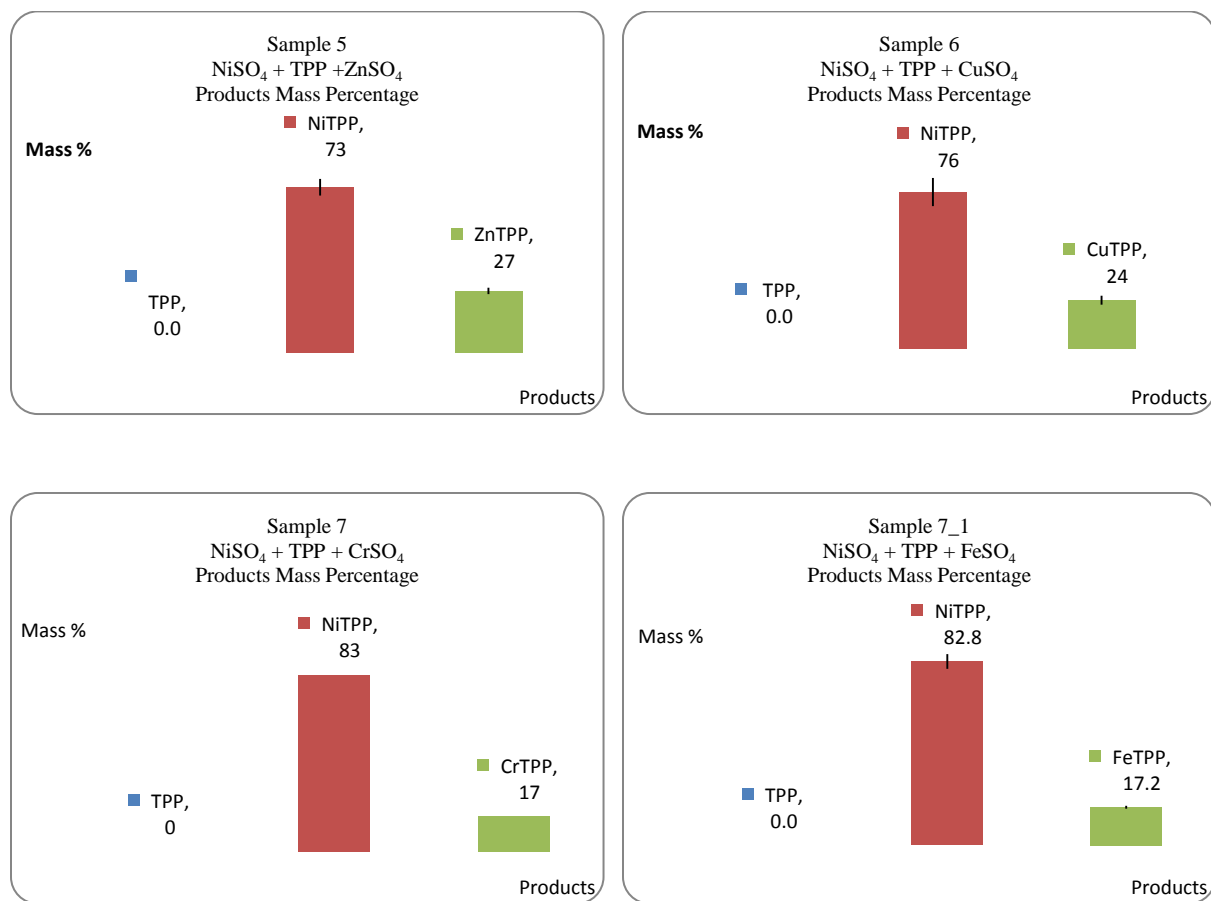 Sample 5
NiSO₄ + TPP +ZnSO₄
Products Mass Percentage
Mass %
NiTPP,
73
ZnTPP,
27
TPP,
0.0
Products
Sample 6
NiSO₄ + TPP + CuSO₄
Products Mass Percentage
Mass %
NiTPP,
76
CuTPP,
24
TPP,
0.0
Products
Sample 7
NiSO₄ + TPP + CrSO₄
Products Mass Percentage
Mass %
NiTPP,
83
CrTPP,
17
TPP,
0
Products
Sample 7_1
NiSO₄ + TPP + FeSO₄
Products Mass Percentage
Mass %
NiTPP,
82.8
FeTPP,
17.2
TPP,
0.0
Products